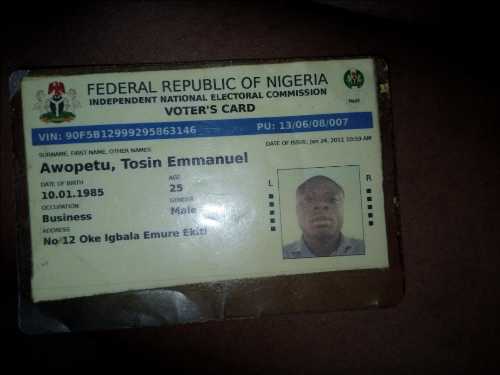 FEDERAL REPUBLIC OF NIGERIA
INDEPENDENT NATIONAL ELECTORAL COMMISSION
VOTER'S CARD
VIN: 90F5B12999295863146 PU: 13/06/08/007
SURNAME, FIRST NAME, OTHER NAMES DATE OF ISSUE: Jan 24, 2011 10:59 AM
Awopetu, Tosin Emmanuel
DATE OF BIRTH AGE
10.01.1985 25
OCCUPATION GENDER
Business Male
ADDRESS
No 12 Oke Igbala Emure Ekiti
L R